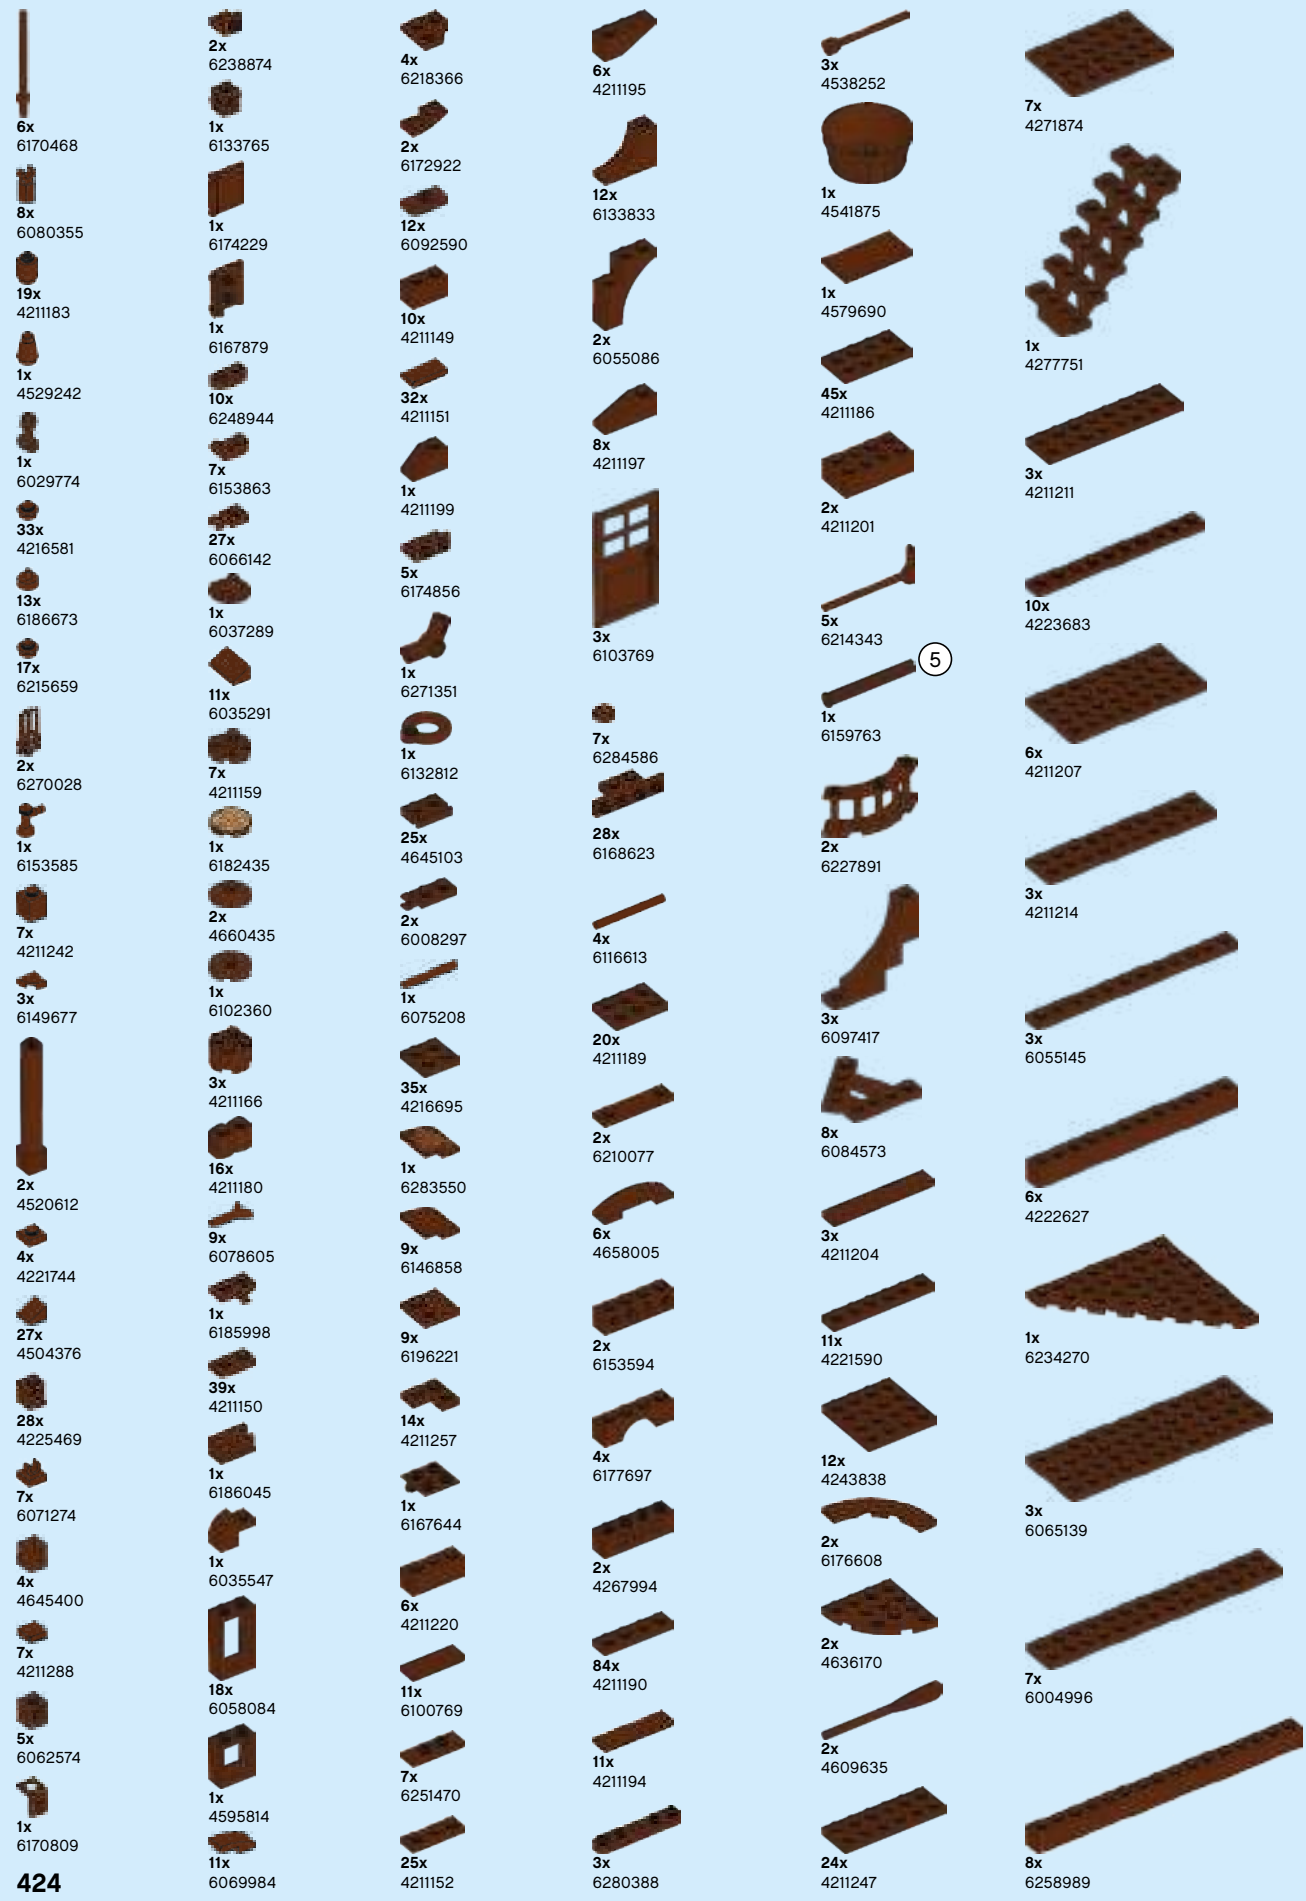 6x
6170468
8x
6080355
19x
4211183
1x
4529242
1x
6029774
33x
4216581
13x
6186673
17x
6215659
2x
6270028
1x
6153585
7x
4211242
3x
6149677
2x
4520612
4x
4221744
27x
4504376
28x
4225469
7x
6071274
4x
4645400
7x
4211288
5x
6062574
1x
6170809
424
2x
6238874
1x
6133765
1x
6174229
1x
6167879
10x
6248944
7x
6153863
27x
6066142
1x
6037289
11x
6035291
7x
4211159
1x
6182435
2x
4660435
1x
6102360
3x
4211166
16x
4211180
9x
6078605
1x
6185998
39x
4211150
1x
6186045
1x
6035547
18x
6058084
1x
4595814
11x
6069984
4x
6218366
2x
6172922
12x
6092590
10x
4211149
32x
4211151
1x
4211199
5x
6174856
1x
6271351
1x
6132812
25x
4645103
2x
6008297
1x
6075208
35x
4216695
1x
6283550
9x
6146858
9x
6196221
14x
4211257
1x
6167644
6x
4211220
11x
6100769
7x
6251470
25x
4211152
6x
4211195
12x
6133833
2x
6055086
8x
4211197
3x
6103769
7x
6284586
28x
6168623
4x
6116613
20x
4211189
2x
6210077
6x
4658005
2x
6153594
4x
6177697
2x
4267994
84x
4211190
11x
4211194
3x
6280388
3x
4538252
1x
4541875
1x
4579690
45x
4211186
2x
4211201
5x
6214343
5
1x
6159763
2x
6227891
3x
6097417
8x
6084573
3x
4211204
11x
4221590
12x
4243838
2x
6176608
2x
4636170
2x
4609635
24x
4211247
7x
4271874
1x
4277751
3x
4211211
10x
4223683
6x
4211207
3x
4211214
3x
6055145
6x
4222627
1x
6234270
3x
6065139
7x
6004996
8x
6258989